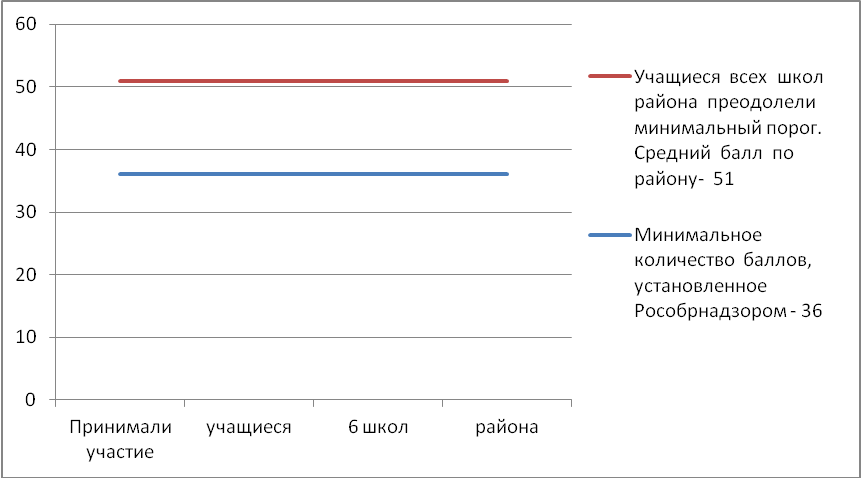 60
50
40
30
20
10
0
Принимали
участие
учащиеся
6 школ
района
Учащиеся всех школ
района преодолели
минимальный порог.
Средний балл по
району- 51
Минимальное
количество баллов,
установленное
Рособрнадзором - 36